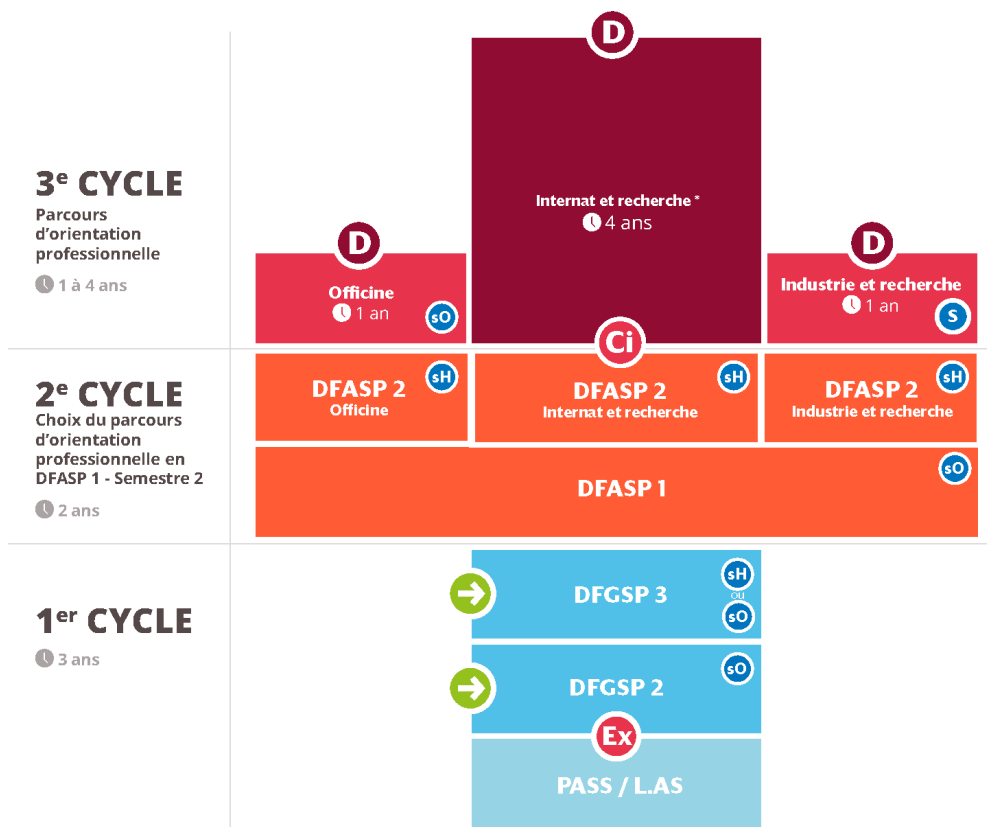 D
3e CYCLE
Parcours
d'orientation
professionnelle
1 à 4 ans
Internat et recherche *
4 ans
D
Officine
1 an
sO
D
Industrie et recherche
1 an
S
Ci
2e CYCLE
Choix du parcours
d'orientation
professionnelle en
DFASP 1 - Semestre 2
2 ans
DFASP 2
Officine
sH
DFASP 2
Internat et recherche
sH
DFASP 2
Industrie et recherche
sH
DFASP 1
sO
1er CYCLE
3 ans
DFGSP 3
sH
ou
sO
DFGSP 2
sO
Ex
PASS / L.AS